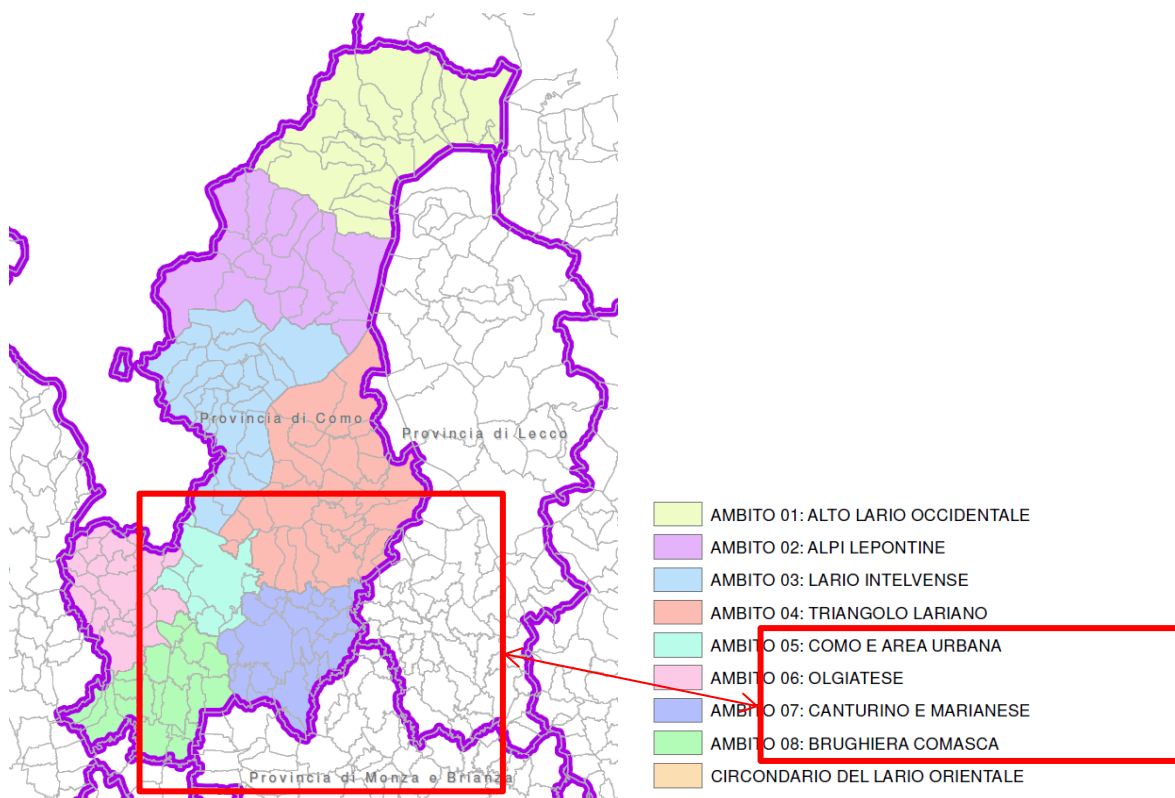 Provincia di Como
Provincia di Lecco
Provincia di Monza e Brianza
AMBITO 01: ALTO LARIO OCCIDENTALE
AMBITO 02: ALPI LEPONTINE
AMBITO 03: LARIO INTELVENSE
AMBITO 04: TRIANGOLO LARIANO
AMBITO 05: COMO E AREA URBANA
AMBITO 06: OLGIATESE
AMBITO 07: CANTURINO E MARIANESE
AMBITO 08: BRUGHIERA COMASCA
CIRCONDARIO DEL LARIO ORIENTALE